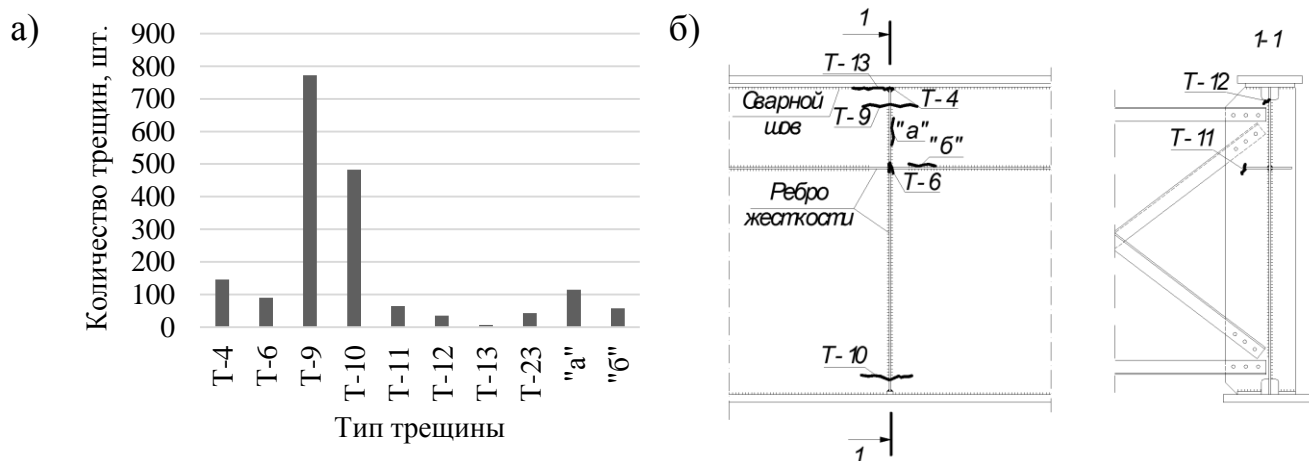 а)
Количество трещин, шт.
900
800
700
600
500
400
300
200
100
0
Т-4
Т-6
Т-9
Т-10
Т-11
Т-12
Т-13
Т-23
"а"
"б"
Тип трещины
б)
1
1-1
Т-13
Т-12
Сварной
шов
Т-4
Т-9
"а"
"б"
Т-11
Т-6
Ребро
жесткости
Т-10
1